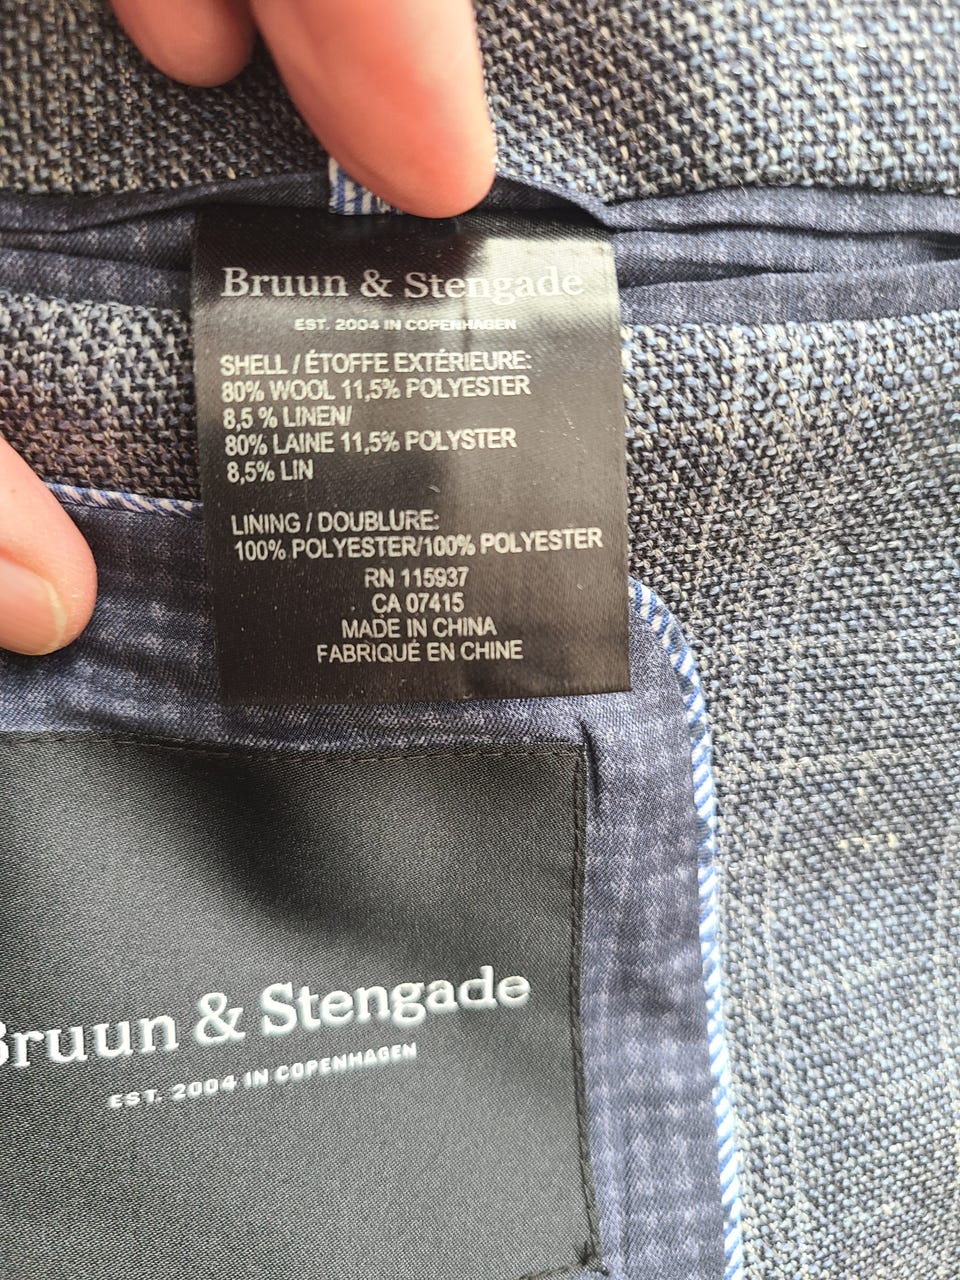 Bruun & Stengade
EST. 2004 IN COPENHAGEN
SHELL / ÉTOFFE EXTÉRIEURE:
80% WOOL 11,5% POLYESTER
8,5 % LINEN/
80% LAINE 11,5% POLYSTER
8,5% LIN
LINING / DOUBLURE:
100% POLYESTER/100% POLYESTER
RN 115937
CA 07415
MADE IN CHINA
FABRIQUÉ EN CHINE
Bruun & Stengade
EST. 2004 IN COPENHAGEN